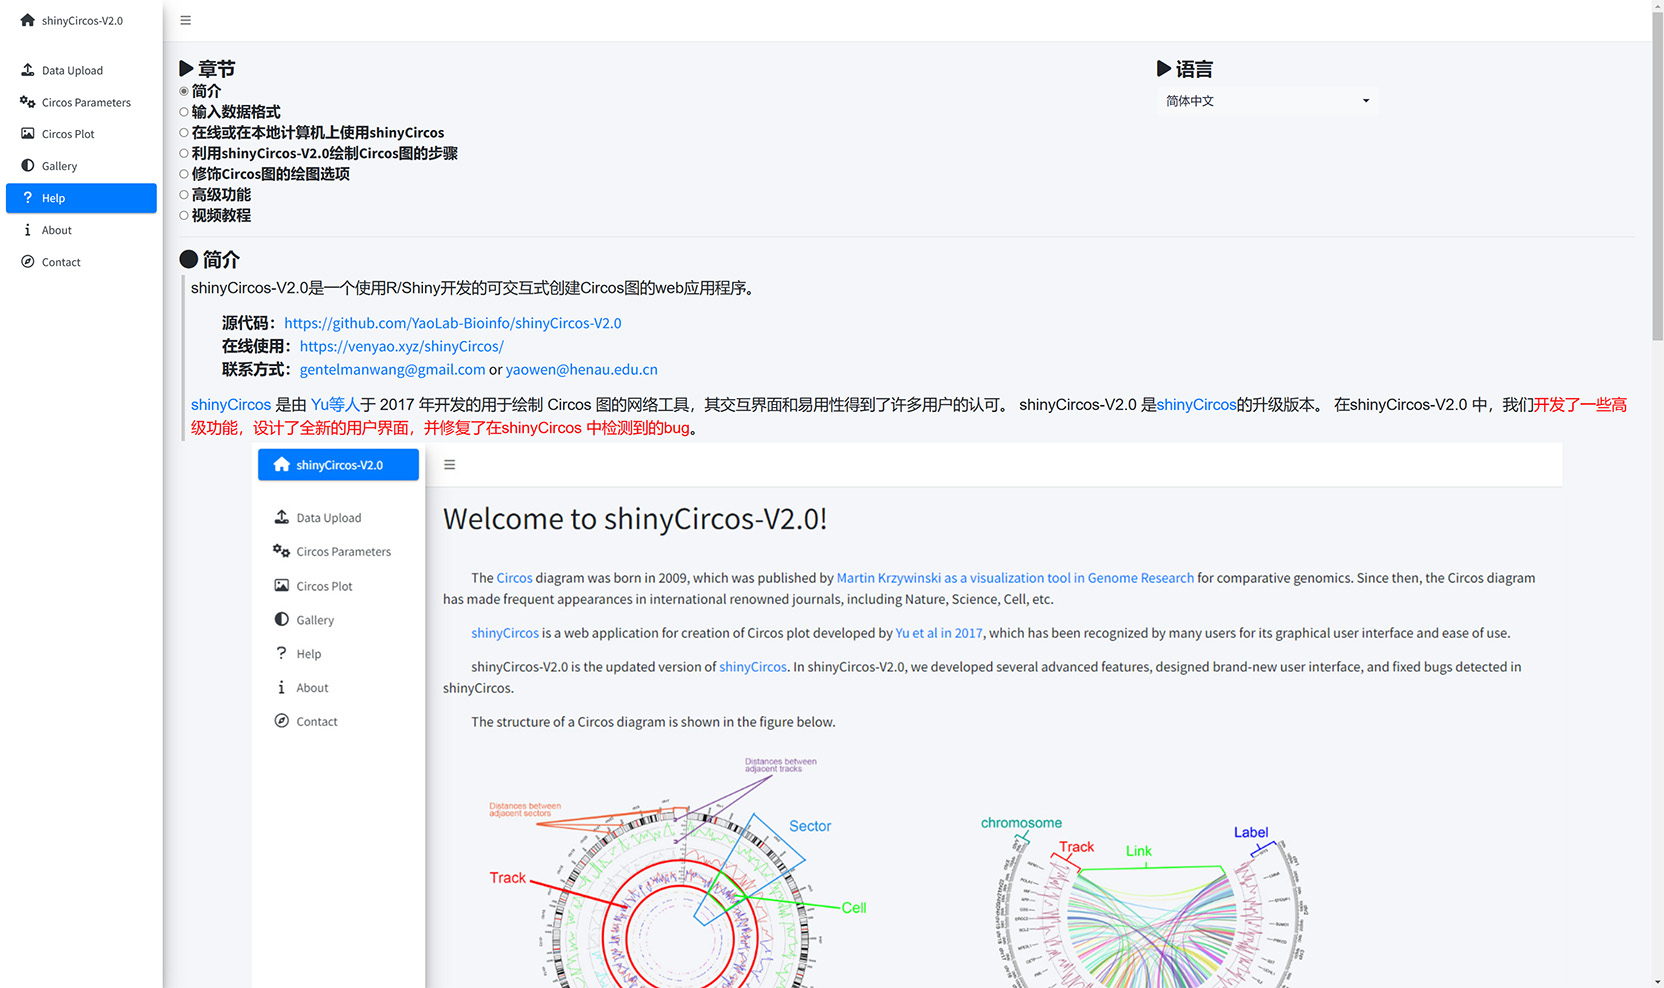 shinyCircos-V2.0
Data Upload
Circos Parameters
Circos Plot
Gallery
Help
About
Contact
章节
简介
输入数据格式
在线或在本地计算机上使用shinyCircos
利用shinyCircos-V2.0绘制Circos图的步骤
修饰Circos图的绘图选项
高级功能
视频教程
语言
简体中文
简介
shinyCircos-V2.0是一个使用R/Shiny开发的可交互式创建Circos图的web应用程序。
源代码：https://github.com/YaoLab-Bioinfo/shinyCircos-V2.0
在线使用：https://venyao.xyz/shinyCircos/
联系方式：gentelmanwang@gmail.com or yaowen@henau.edu.cn
shinyCircos 是由 Yu等人于 2017 年开发的用于绘制 Circos 图的网络工具，其交互界面和易用性得到了许多用户的认可。 shinyCircos-V2.0 是shinyCircos的升级版本。 在shinyCircos-V2.0 中，我们开发了一些高
级功能，设计了全新的用户界面，并修复了在shinyCircos 中检测到的bug。
shinyCircos-V2.0
Data Upload
Circos Parameters
Circos Plot
Gallery
Help
About
Contact
Welcome to shinyCircos-V2.0!
The Circos diagram was born in 2009, which was published by Martin Krzywinski as a visualization tool in Genome Research for comparative genomics. Since then, the Circos diagram
has made frequent appearances in international renowned journals, including Nature, Science, Cell, etc.
shinyCircos is a web application for creation of Circos plot developed by Yu et al in 2017, which has been recognized by many users for its graphical user interface and ease of use.
shinyCircos-V2.0 is the updated version of shinyCircos. In shinyCircos-V2.0, we developed several advanced features, designed brand-new user interface, and fixed bugs detected in
shinyCircos.
The structure of a Circos diagram is shown in the figure below.
Distances between
adjacent tracks
Distances between
adjacent sectors
Sector
Track
Cell
chromosome
Track
Link
Label